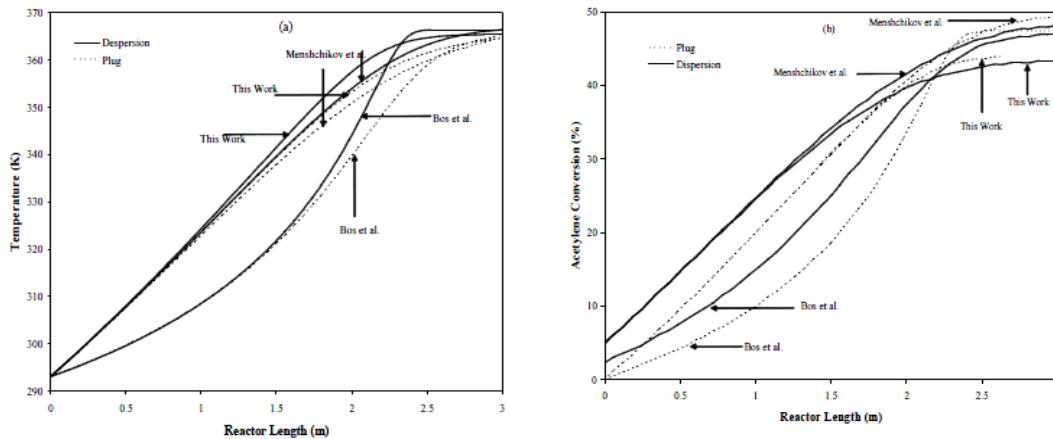 (a)
370
360
350
340
330
320
310
300
290
Temperature (K)
Despersion
Plug
Menshchikov et al.
This Work
This Work
Bos et al.
Bos et al.
0
0.5
1
1.5
2
2.5
3
Reactor Length (m)
(b)
50
40
30
20
10
0
Acetylene Conversion (%)
Plug
Dispersion
Menshchikov et al.
Menshchikov et al.
This Work
This Work
Bos et al.
Bos et al.
0
0.5
1
1.5
2
2.5
Reactor Length (m)